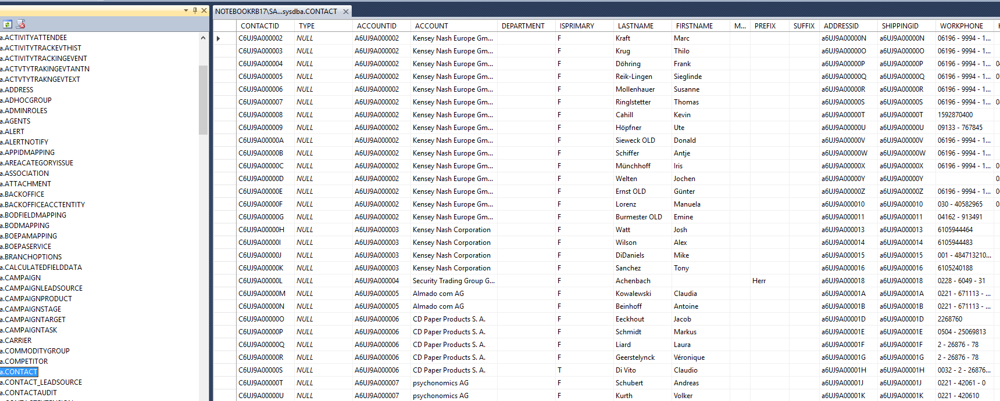 NOTEBOOKRB17\SA...sysdba.CONTACT
a.ACTIVITYATTENDEE
a.ACTIVITYTRACKEVTHIST
a.ACTIVITYTRACKINGEVENT
a.ACTVTYTRAKINGEVTANTN
a.ACTVTYTRAKNGEVTEXT
a.ADDRESS
a.ADHOCGROUP
a.ADMINROLES
a.AGENTS
a.ALERT
a.ALERTNOTIFY
a.APPIDMAPPING
a.AREACATEGORYISSUE
a.ASSOCIATION
a.ATTACHMENT
a.BACKOFFICE
a.BACKOFFICEACCTENTITY
a.BODFIELDMAPPING
a.BODMAPPING
a.BOEPAMAPPING
a.BOEPASERVICE
a.BRANCHOPTIONS
a.CALCULATEDFIELDDATA
a.CAMPAIGN
a.CAMPAIGNLEADSOURCE
a.CAMPAIGNPRODUCT
a.CAMPAIGNSTAGE
a.CAMPAIGNTARGET
a.CAMPAIGNTASK
a.CARRIER
a.COMMODITYGROUP
a.COMPETITOR
a.CONTACT
a.CONTACT_LEADSOURCE
a.CONTACTAUDIT
CONTACTID TYPE ACCOUNTID ACCOUNT DEPARTMENT ISPRIMARY LASTNAME FIRSTNAME M... PREFIX SUFFIX ADDRESSID SHIPPINGID WORKPHONE
C6UJ9A000002 NULL A6UJ9A000002 Kensey Nash Europe Gm... F Kraft Marc a6UJ9A00000N a6UJ9A00000N 06196 - 9994 - 1...
C6UJ9A000003 NULL A6UJ9A000002 Kensey Nash Europe Gm... F Krug Thilo a6UJ9A00000O a6UJ9A00000O 06196 - 9994 - 1...
C6UJ9A000004 NULL A6UJ9A000002 Kensey Nash Europe Gm... F Döhring Frank a6UJ9A00000P a6UJ9A00000P 06196 - 9994 - 1...
C6UJ9A000005 NULL A6UJ9A000002 Kensey Nash Europe Gm... F Reik-Lingen Sieglinde a6UJ9A00000Q a6UJ9A00000Q 06196 - 9994 - 1...
C6UJ9A000006 NULL A6UJ9A000002 Kensey Nash Europe Gm... F Mollenhauer Susanne a6UJ9A00000R a6UJ9A00000R 06196 - 9994 - 1...
C6UJ9A000007 NULL A6UJ9A000002 Kensey Nash Europe Gm... F Ringlstetter Thomas a6UJ9A00000S a6UJ9A00000S 06196 - 9994 - 1...
C6UJ9A000008 NULL A6UJ9A000002 Kensey Nash Europe Gm... F Cahill Kevin a6UJ9A00000T a6UJ9A00000T 1592870400
C6UJ9A000009 NULL A6UJ9A000002 Kensey Nash Europe Gm... F Höpfner Ute a6UJ9A00000U a6UJ9A00000U 09133 - 767845
C6UJ9A00000A NULL A6UJ9A000002 Kensey Nash Europe Gm... F Sieweck OLD Donald a6UJ9A00000V a6UJ9A00000V 06196 - 9994 - 1...
C6UJ9A00000B NULL A6UJ9A000002 Kensey Nash Europe Gm... F Schiffer Antje a6UJ9A00000W a6UJ9A00000W 06196 - 9994 - 1...
C6UJ9A00000C NULL A6UJ9A000002 Kensey Nash Europe Gm... F Münchhoff Iris a6UJ9A00000X a6UJ9A00000X 06196 - 9994 - 1...
C6UJ9A00000D NULL A6UJ9A000002 Kensey Nash Europe Gm... F Welten Jochen a6UJ9A00000Y a6UJ9A00000Y
C6UJ9A00000E NULL A6UJ9A000002 Kensey Nash Europe Gm... F Ernst OLD Günter a6UJ9A00000Z a6UJ9A00000Z 06196 - 9994 - 1...
C6UJ9A00000F NULL A6UJ9A000002 Kensey Nash Europe Gm... F Lorenz Manuela a6UJ9A000010 a6UJ9A000010 030 - 40582965
C6UJ9A00000G NULL A6UJ9A000002 Kensey Nash Europe Gm... F Burmester OLD Emine a6UJ9A000011 a6UJ9A000011 04162 - 913491
C6UJ9A00000H NULL A6UJ9A000003 Kensey Nash Corporation F Watt Josh a6UJ9A000013 a6UJ9A000013 6105944464
C6UJ9A00000I NULL A6UJ9A000003 Kensey Nash Corporation F Wilson Alex a6UJ9A000014 a6UJ9A000014 6105944483
C6UJ9A00000J NULL A6UJ9A000003 Kensey Nash Corporation F DiDaniels Mike a6UJ9A000015 a6UJ9A000015 001 - 484713210...
C6UJ9A00000K NULL A6UJ9A000003 Kensey Nash Corporation F Sanchez Tony a6UJ9A000016 a6UJ9A000016 6105240188
C6UJ9A00000L NULL A6UJ9A000004 Security Trading Group G... F Achenbach Herr a6UJ9A000018 a6UJ9A000018 0228 - 6049 - 31
C6UJ9A00000M NULL A6UJ9A000005 Almado com AG F Kowalewski Claudia a6UJ9A00001A a6UJ9A00001A 0221 - 671113 - ...
C6UJ9A00000N NULL A6UJ9A000005 Almado com AG F Beinhoff Antoine a6UJ9A00001B a6UJ9A00001B 0221 - 671113 - ...
C6UJ9A00000O NULL A6UJ9A000006 CD Paper Products S. A. F Eeckhout Jacob a6UJ9A00001D a6UJ9A00001D 2268760
C6UJ9A00000P NULL A6UJ9A000006 CD Paper Products S. A. F Schmidt Markus a6UJ9A00001E a6UJ9A00001E 0504 - 25069813
C6UJ9A00000Q NULL A6UJ9A000006 CD Paper Products S. A. F Liard Laura a6UJ9A00001F a6UJ9A00001F 2 - 26876 - 78
C6UJ9A00000R NULL A6UJ9A000006 CD Paper Products S. A. F Geerstelynck Véronique a6UJ9A00001G a6UJ9A00001G 2 - 26876 - 78
C6UJ9A00000S NULL A6UJ9A000006 CD Paper Products S. A. T Di Vito Claudio a6UJ9A00001H a6UJ9A00001H 0032 - 2 - 26876...
C6UJ9A00000T NULL A6UJ9A000007 psychonomics AG F Schubert Andreas a6UJ9A00001J a6UJ9A00001J 0221 - 42061 - 0
C6UJ9A00000U NULL A6UJ9A000007 psychonomics AG F Kurth Volker a6UJ9A00001K a6UJ9A00001K 0221 - 420610